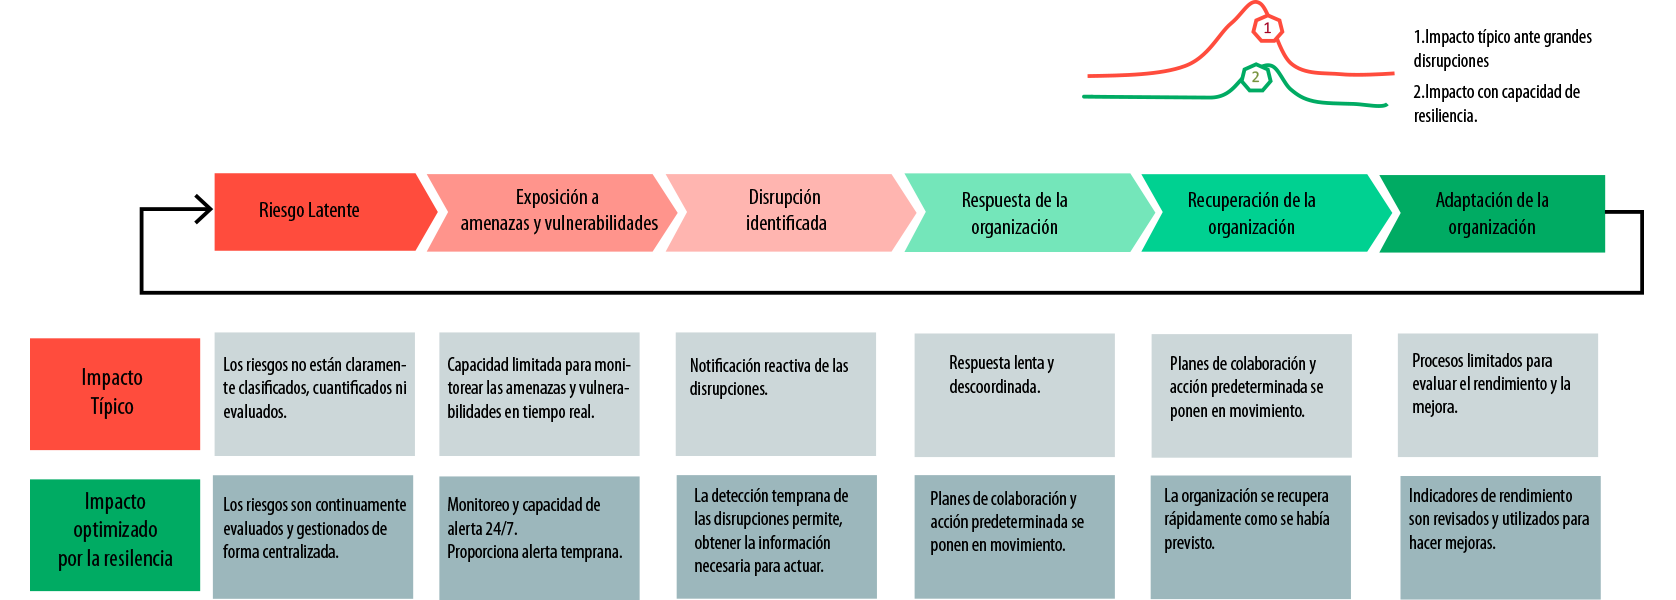 1
2
1.Impacto típico ante grandes
disrupciones
2.Impacto con capacidad de
resiliencia.
Riesgo Latente
Exposición a
amenazas y vulnerabilidades
Disrupción
identificada
Respuesta de la
organización
Recuperación de la
organización
Adaptación de la
organización
Impacto
Típico
Los riesgos no están claramen-
te clasificados, cuantificados ni
evaluados.
Capacidad limitada para moni-
torear las amenazas y vulnera-
bilidades en tiempo real.
Notificación reactiva de las
disrupciones.
Respuesta lenta y
descoordinada.
Planes de colaboración y
acción predeterminada se
ponen en movimiento.
Procesos limitados para
evaluar el rendimiento y la
mejora.
Impacto
optimizado
por la resilencia
Los riesgos son continuamente
evaluados y gestionados de
forma centralizada.
Monitoreo y capacidad de
alerta 24/7.
Proporciona alerta temprana.
La detección temprana de
las disrupciones permite,
obtener la información
necesaria para actuar.
Planes de colaboración y
acción predeterminada se
ponen en movimiento.
La organización se recupera
rápidamente como se había
previsto.
Indicadores de rendimiento
son revisados y utilizados para
hacer mejoras.